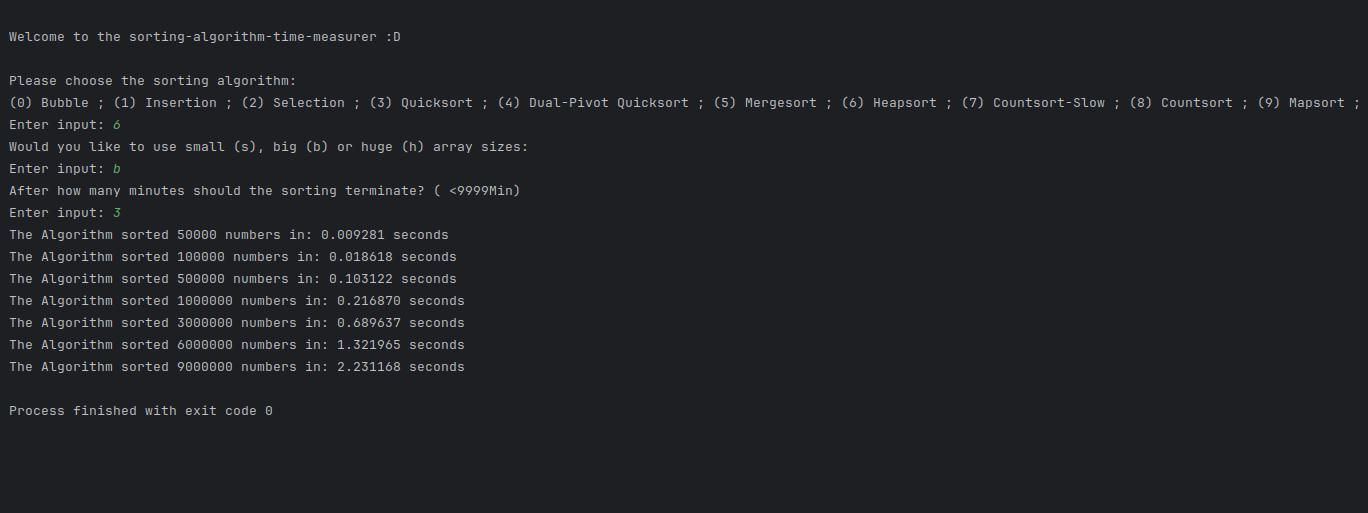 Welcome to the sorting-algorithm-time-measurer :D
Please choose the sorting algorithm:
(0) Bubble ; (1) Insertion ; (2) Selection ; (3) Quicksort ; (4) Dual-Pivot Quicksort ; (5) Mergesort ; (6) Heapsort ; (7) Countsort-Slow ; (8) Countsort ; (9) Mapsort ;
Enter input: 6
Would you like to use small (s), big (b) or huge (h) array sizes:
Enter input: b
After how many minutes should the sorting terminate? ( <9999Min)
Enter input: 3
The Algorithm sorted 50000 numbers in: 0.009281 seconds
The Algorithm sorted 100000 numbers in: 0.018618 seconds
The Algorithm sorted 500000 numbers in: 0.103122 seconds
The Algorithm sorted 1000000 numbers in: 0.216870 seconds
The Algorithm sorted 3000000 numbers in: 0.689637 seconds
The Algorithm sorted 6000000 numbers in: 1.321965 seconds
The Algorithm sorted 9000000 numbers in: 2.231168 seconds
Process finished with exit code 0